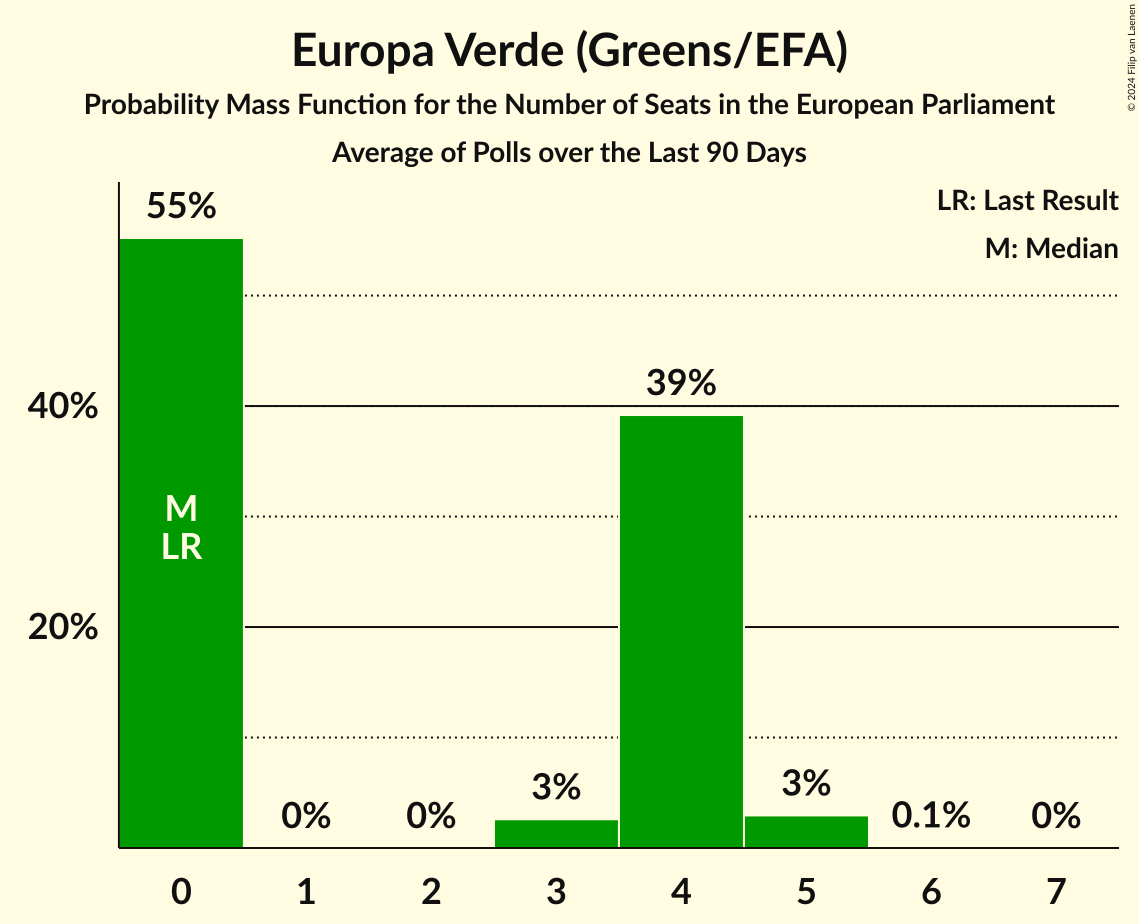 Europa Verde (Greens/EFA)
Probability Mass Function for the Number of Seats in the European Parliament
Average of Polls over the Last 90 Days
© 2024 Filip van Laenen
LR: Last Result
M: Median
55%
39%
40%
M
LR
20%
3%
3%
0%
0%
0.1%
0%
0 1 2 3 4 5 6 7